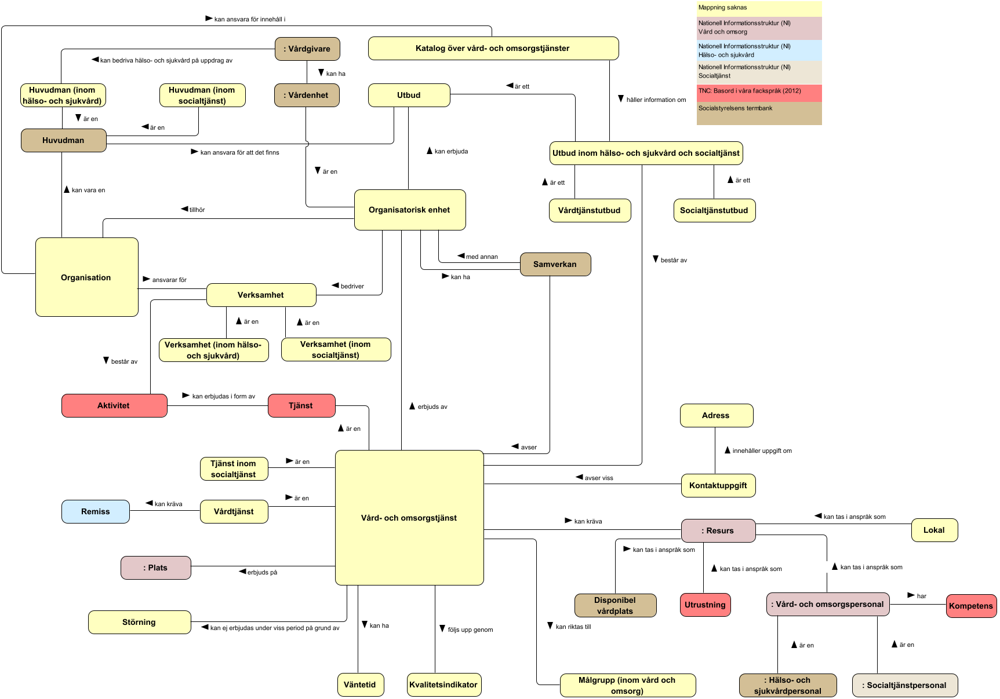 Mappning saknas
Nationell Informationsstruktur (NI)
Vård och omsorg
Nationell Informationsstruktur (NI)
Hälso- och sjukvård
Nationell Informationsstruktur (NI)
Socialtjänst
TNC: Basord i våra fackspråk (2012)
Socialstyrelsens termbank
kan ansvara för innehåll i
: Vårdgivare
Katalog över vård- och omsorgstjänster
kan bedriva hälso- och sjukvård på uppdrag av
kan ha
Huvudman (inom
hälso- och sjukvård)
Huvudman (inom
socialtjänst)
: Vårdenhet
Utbud
är ett
håller information om
är en
är en
Huvudman
kan ansvara för att det finns
kan erbjuda
Utbud inom hälso- och sjukvård och socialtjänst
är en
kan vara en
är ett
är ett
tillhör
Organisatorisk enhet
Vårdtjänstutbud
Socialtjänstutbud
Organisation
med annan
Samverkan
består av
kan ha
ansvarar för
bedriver
Verksamhet
är en
är en
Verksamhet (inom hälso-
och sjukvård)
Verksamhet (inom
socialtjänst)
består av
Aktivitet
kan erbjudas i form av
Tjänst
erbjuds av
Adress
är en
avser
innehåller uppgift om
Tjänst inom
socialtjänst
är en
avser viss
Kontaktuppgift
Remiss
kan kräva
Vårdtjänst
är en
Vård- och omsorgstjänst
kan kräva
: Resurs
kan tas i anspråk som
Lokal
kan tas i anspråk som
: Plats
erbjuds på
kan tas i anspråk som
kan tas i anspråk som
Disponibel
vårdplats
Utrustning
: Vård- och omsorgspersonal
har
Kompetens
Störning
kan ej erbjudas under viss period på grund av
kan ha
följs upp genom
kan riktas till
är en
är en
Väntetid
Kvalitetsindikator
Målgrupp (inom vård och
omsorg)
: Hälso- och
sjukvårdpersonal
: Socialtjänstpersonal